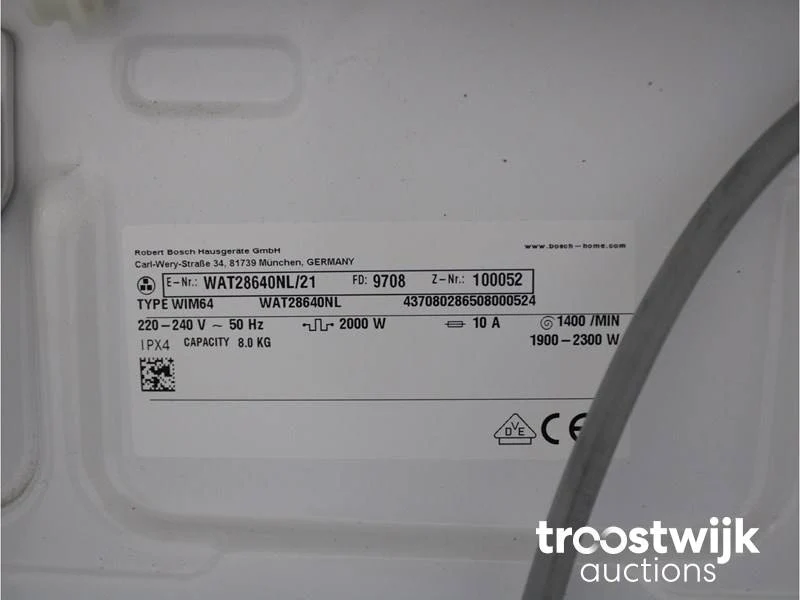 Robert Bosch Hausgeräte GmbH
www.bosch-home.com
Carl-Wery-Straße 34, 81739 München, GERMANY
E-Nr.: WAT28640NL/21 FD: 9708 Z-Nr.: 100052
TYPE WIM64 WAT28640NL 437080286508000524
220-240 V ~ 50 Hz 2000 W 10 A 1400 /MIN
IPX4 CAPACITY 8.0 KG 1900-2300 W
DVE CE
troostwijk
auctions